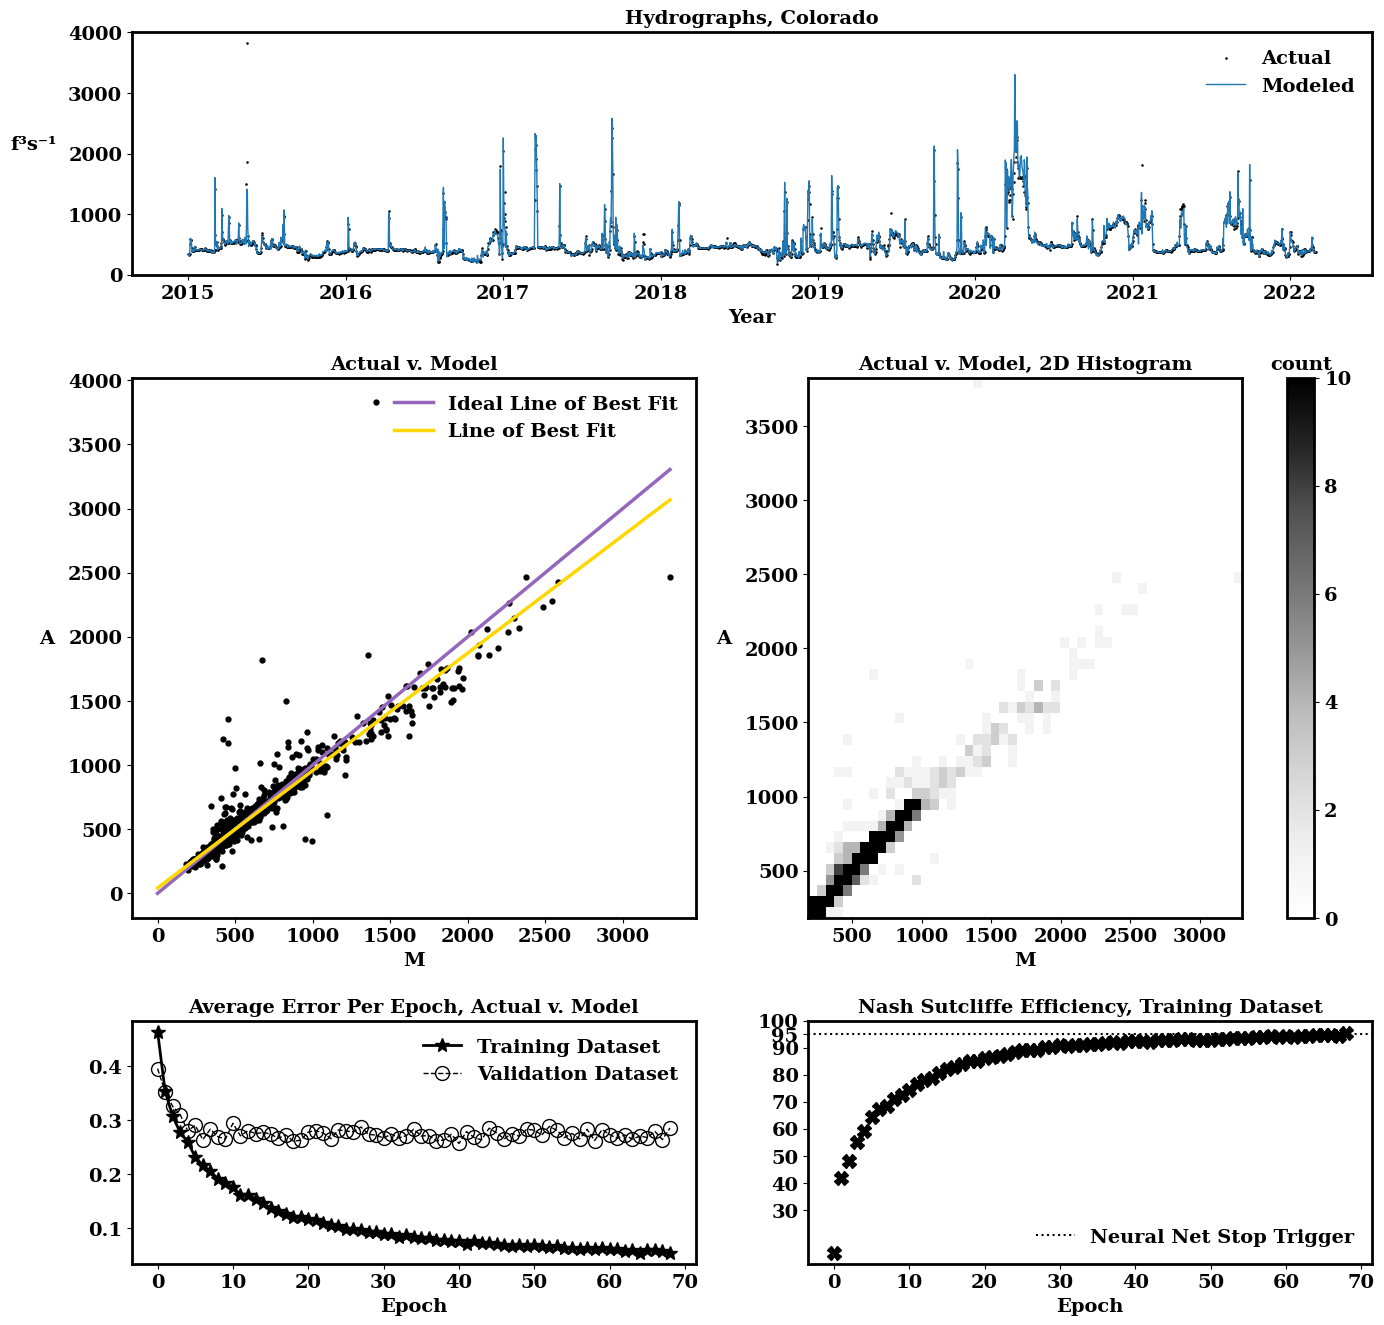 Hydrographs, Colorado
4000
3000
2000
1000
0
f³s⁻¹
Actual
Modeled
2015 2016 2017 2018 2019 2020 2021 2022
Year
Actual v. Model
4000
3500
3000
2500
2000
1500
1000
500
0
A
Ideal Line of Best Fit
Line of Best Fit
0 500 1000 1500 2000 2500 3000
M
Actual v. Model, 2D Histogram
3500
3000
2500
2000
1500
1000
500
A
500 1000 1500 2000 2500 3000
M
count
10
8
6
4
2
0
Average Error Per Epoch, Actual v. Model
0.4
0.3
0.2
0.1
Training Dataset
Validation Dataset
0 10 20 30 40 50 60 70
Epoch
Nash Sutcliffe Efficiency, Training Dataset
100
95
90
80
70
60
50
40
30
Neural Net Stop Trigger
0 10 20 30 40 50 60 70
Epoch